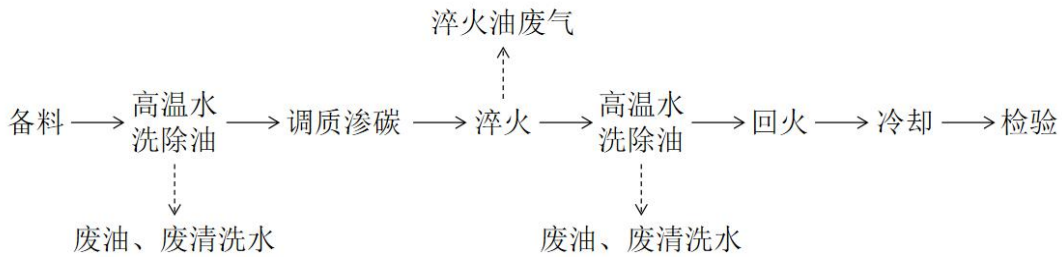 淬火油废气
备料
高温水
洗除油
调质渗碳
淬火
高温水
洗除油
回火
冷却
检验
废油、废清洗水
废油、废清洗水